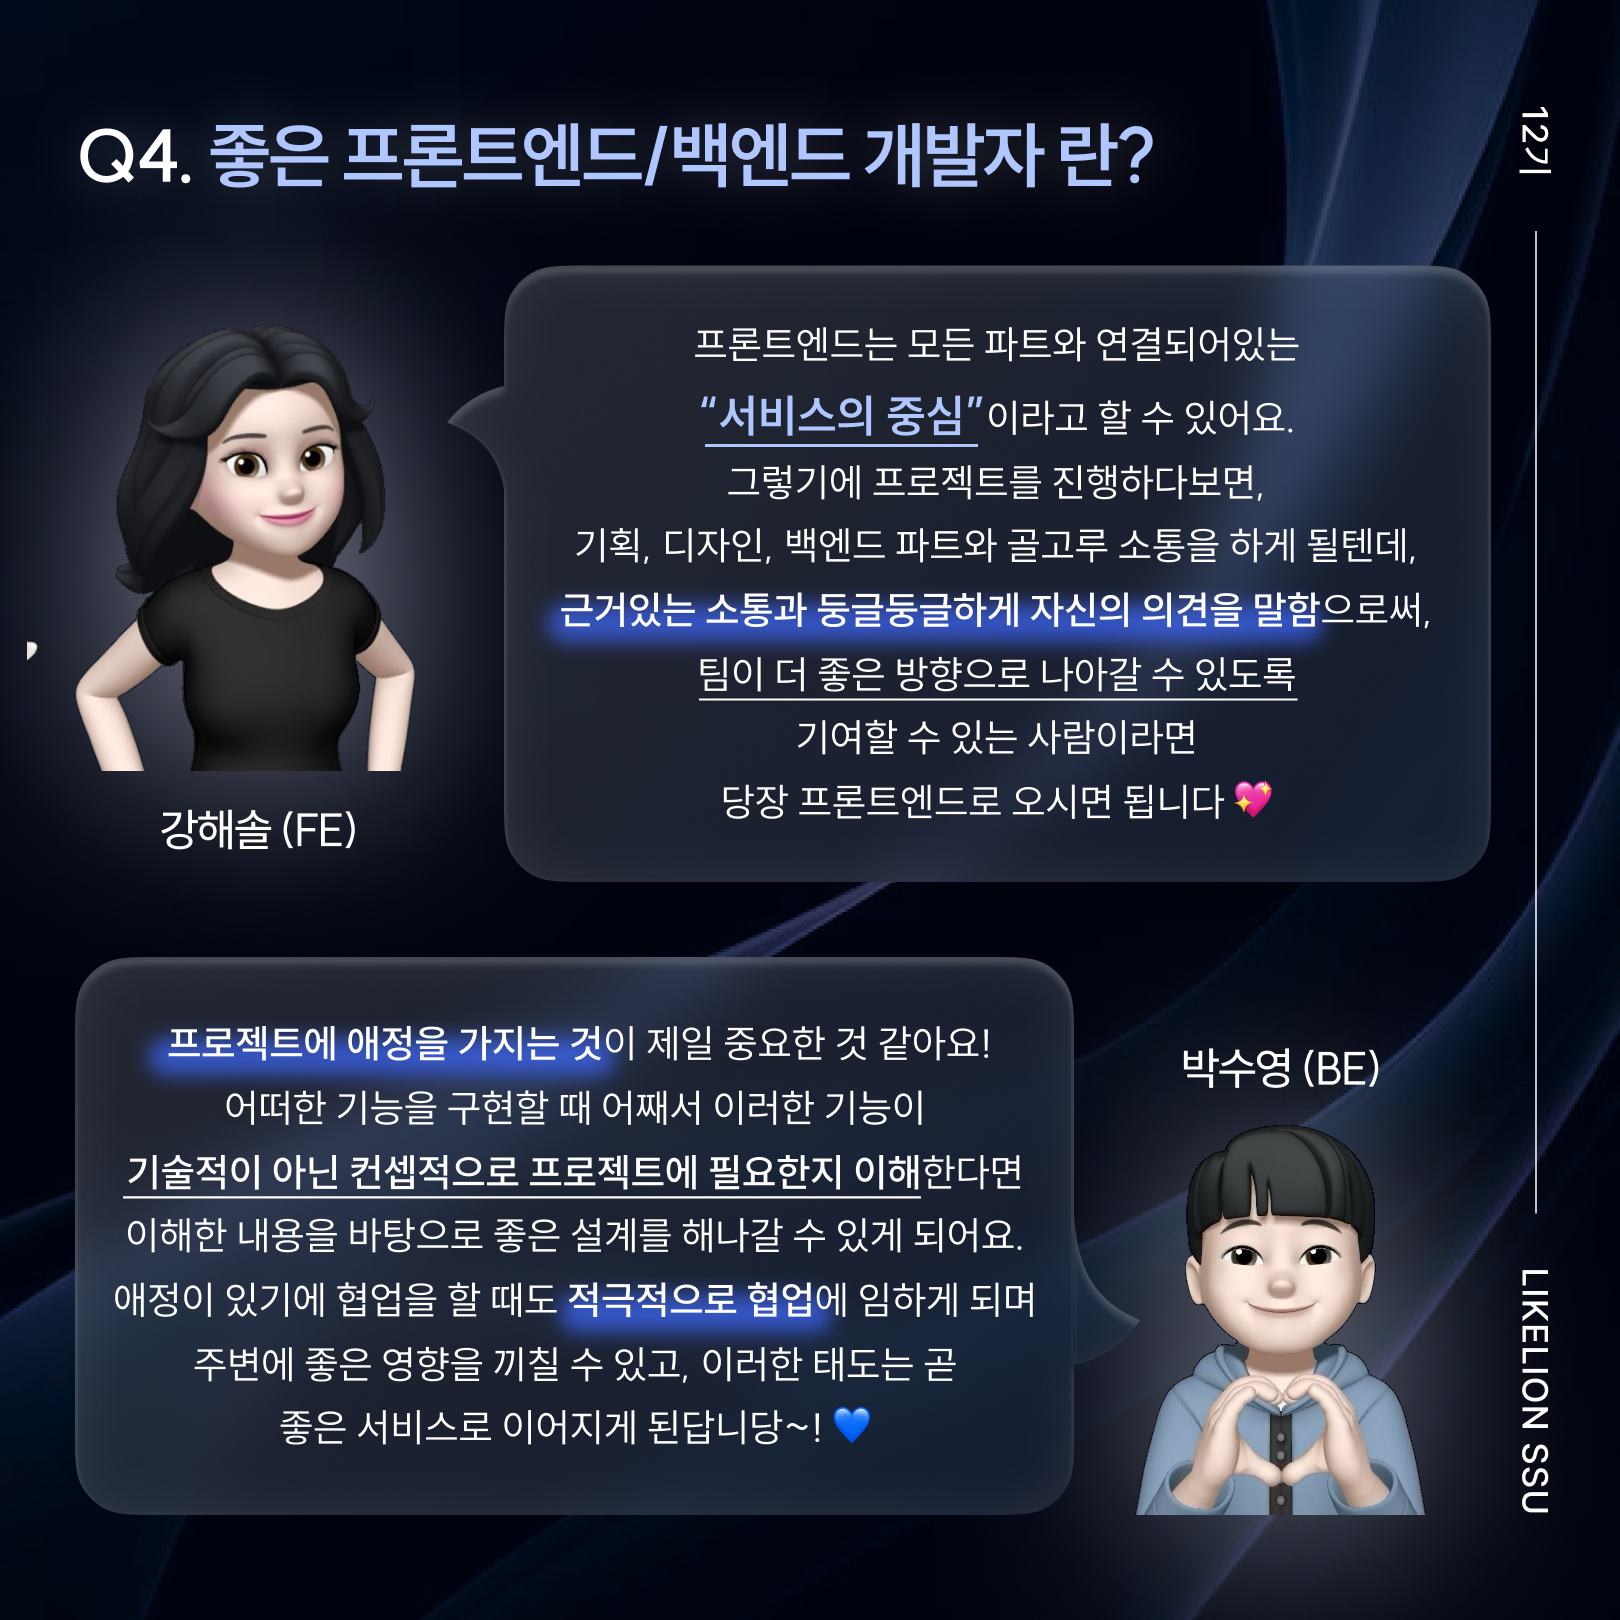 Q4. 좋은 프론트엔드/백엔드 개발자 란?
12기
프론트엔드는 모든 파트와 연결되어있는
“서비스의 중심”이라고 할 수 있어요.
그렇기에 프로젝트를 진행하다보면,
기획, 디자인, 백엔드 파트와 골고루 소통을 하게 될텐데,
근거있는 소통과 둥글둥글하게 자신의 의견을 말함으로써,
팀이 더 좋은 방향으로 나아갈 수 있도록
기여할 수 있는 사람이라면
당장 프론트엔드로 오시면 됩니다 💖
강해솔 (FE)
프로젝트에 애정을 가지는 것이 제일 중요한 것 같아요!
어떠한 기능을 구현할 때 어째서 이러한 기능이
기술적이 아닌 컨셉적으로 프로젝트에 필요한지 이해한다면
이해한 내용을 바탕으로 좋은 설계를 해나갈 수 있게 되어요.
애정이 있기에 협업을 할 때도 적극적으로 협업에 임하게 되며
주변에 좋은 영향을 끼칠 수 있고, 이러한 태도는 곧
좋은 서비스로 이어지게 된답니당~! 💙
박수영 (BE)
LIKELION SSU